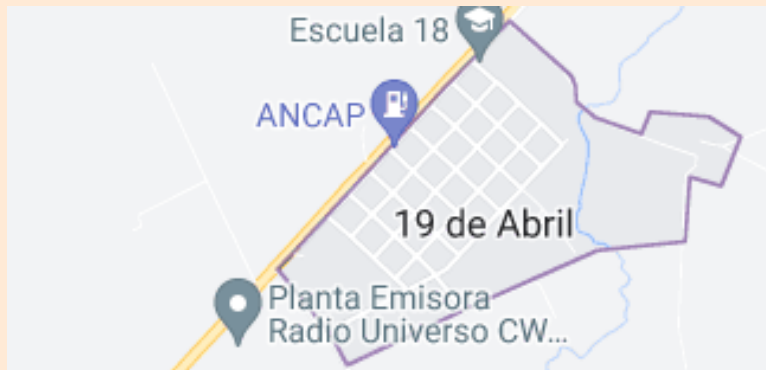 Escuela 18
ANCAP
19 de Abril
Planta Emisora
Radio Universo CW...